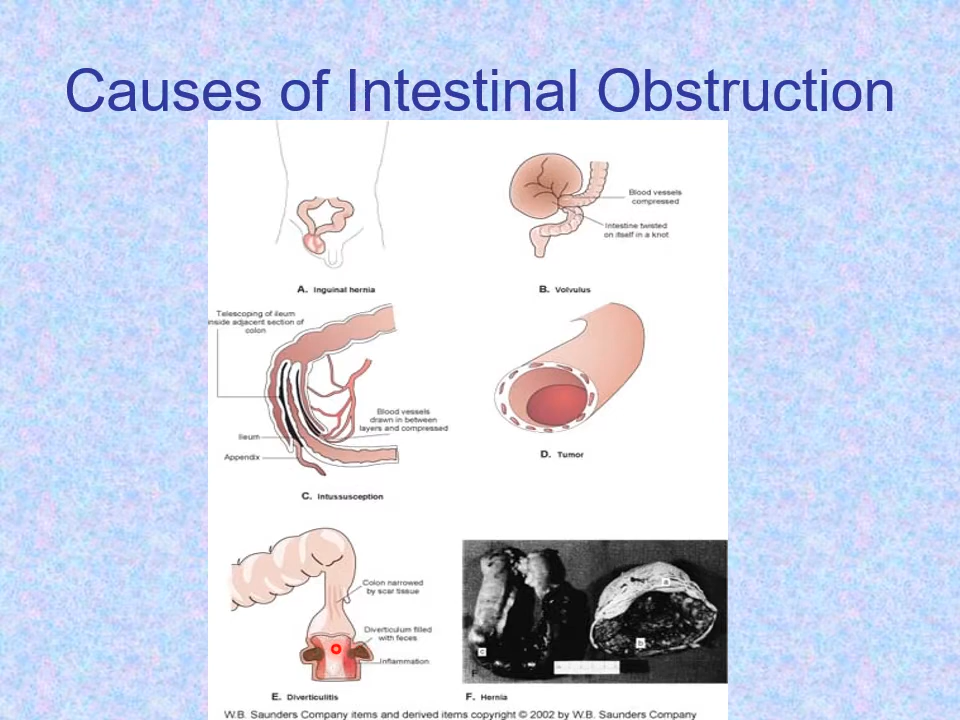 Causes of Intestinal Obstruction
Blood vessels
compressed
Intestine twisted
on itself in a knot
A. Inguinal hernia
B. Volvulus
Telescoping of ileum
inside adjacent section of
colon
Blood vessels
drawn in between
layers and compressed
Ileum
Appendix
D. Tumor
C. Intussusception
Colon narrowed
by scar tissue
Diverticulum filled
with feces
Inflammation
a
b
c
E. Diverticulitis
F. Hernia
W.B. Saunders Company items and derived items copyright © 2002 by W.B. Saunders Company